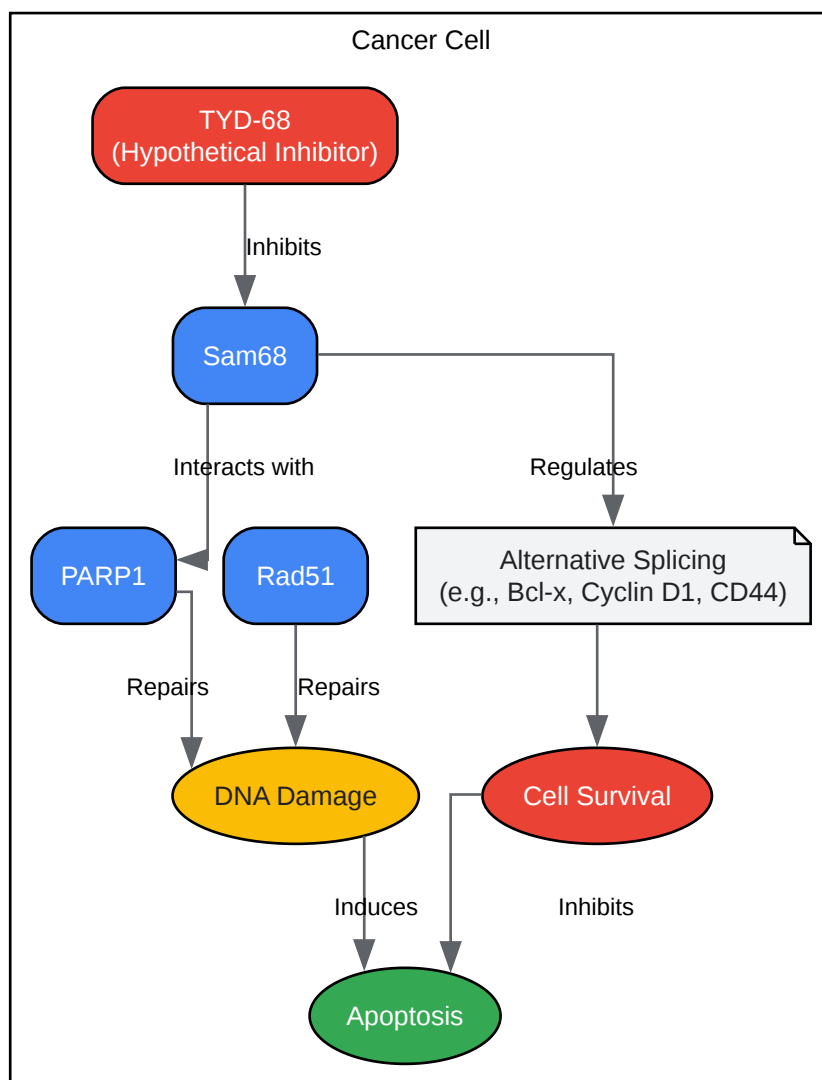 Cancer Cell
TYD-68
(Hypothetical Inhibitor)
Inhibits
Sam68
Interacts with
Regulates
PARP1
Rad51
Alternative Splicing
(e.g., Bcl-x, Cyclin D1, CD44)
Repairs
Repairs
DNA Damage
Cell Survival
Induces
Inhibits
Apoptosis